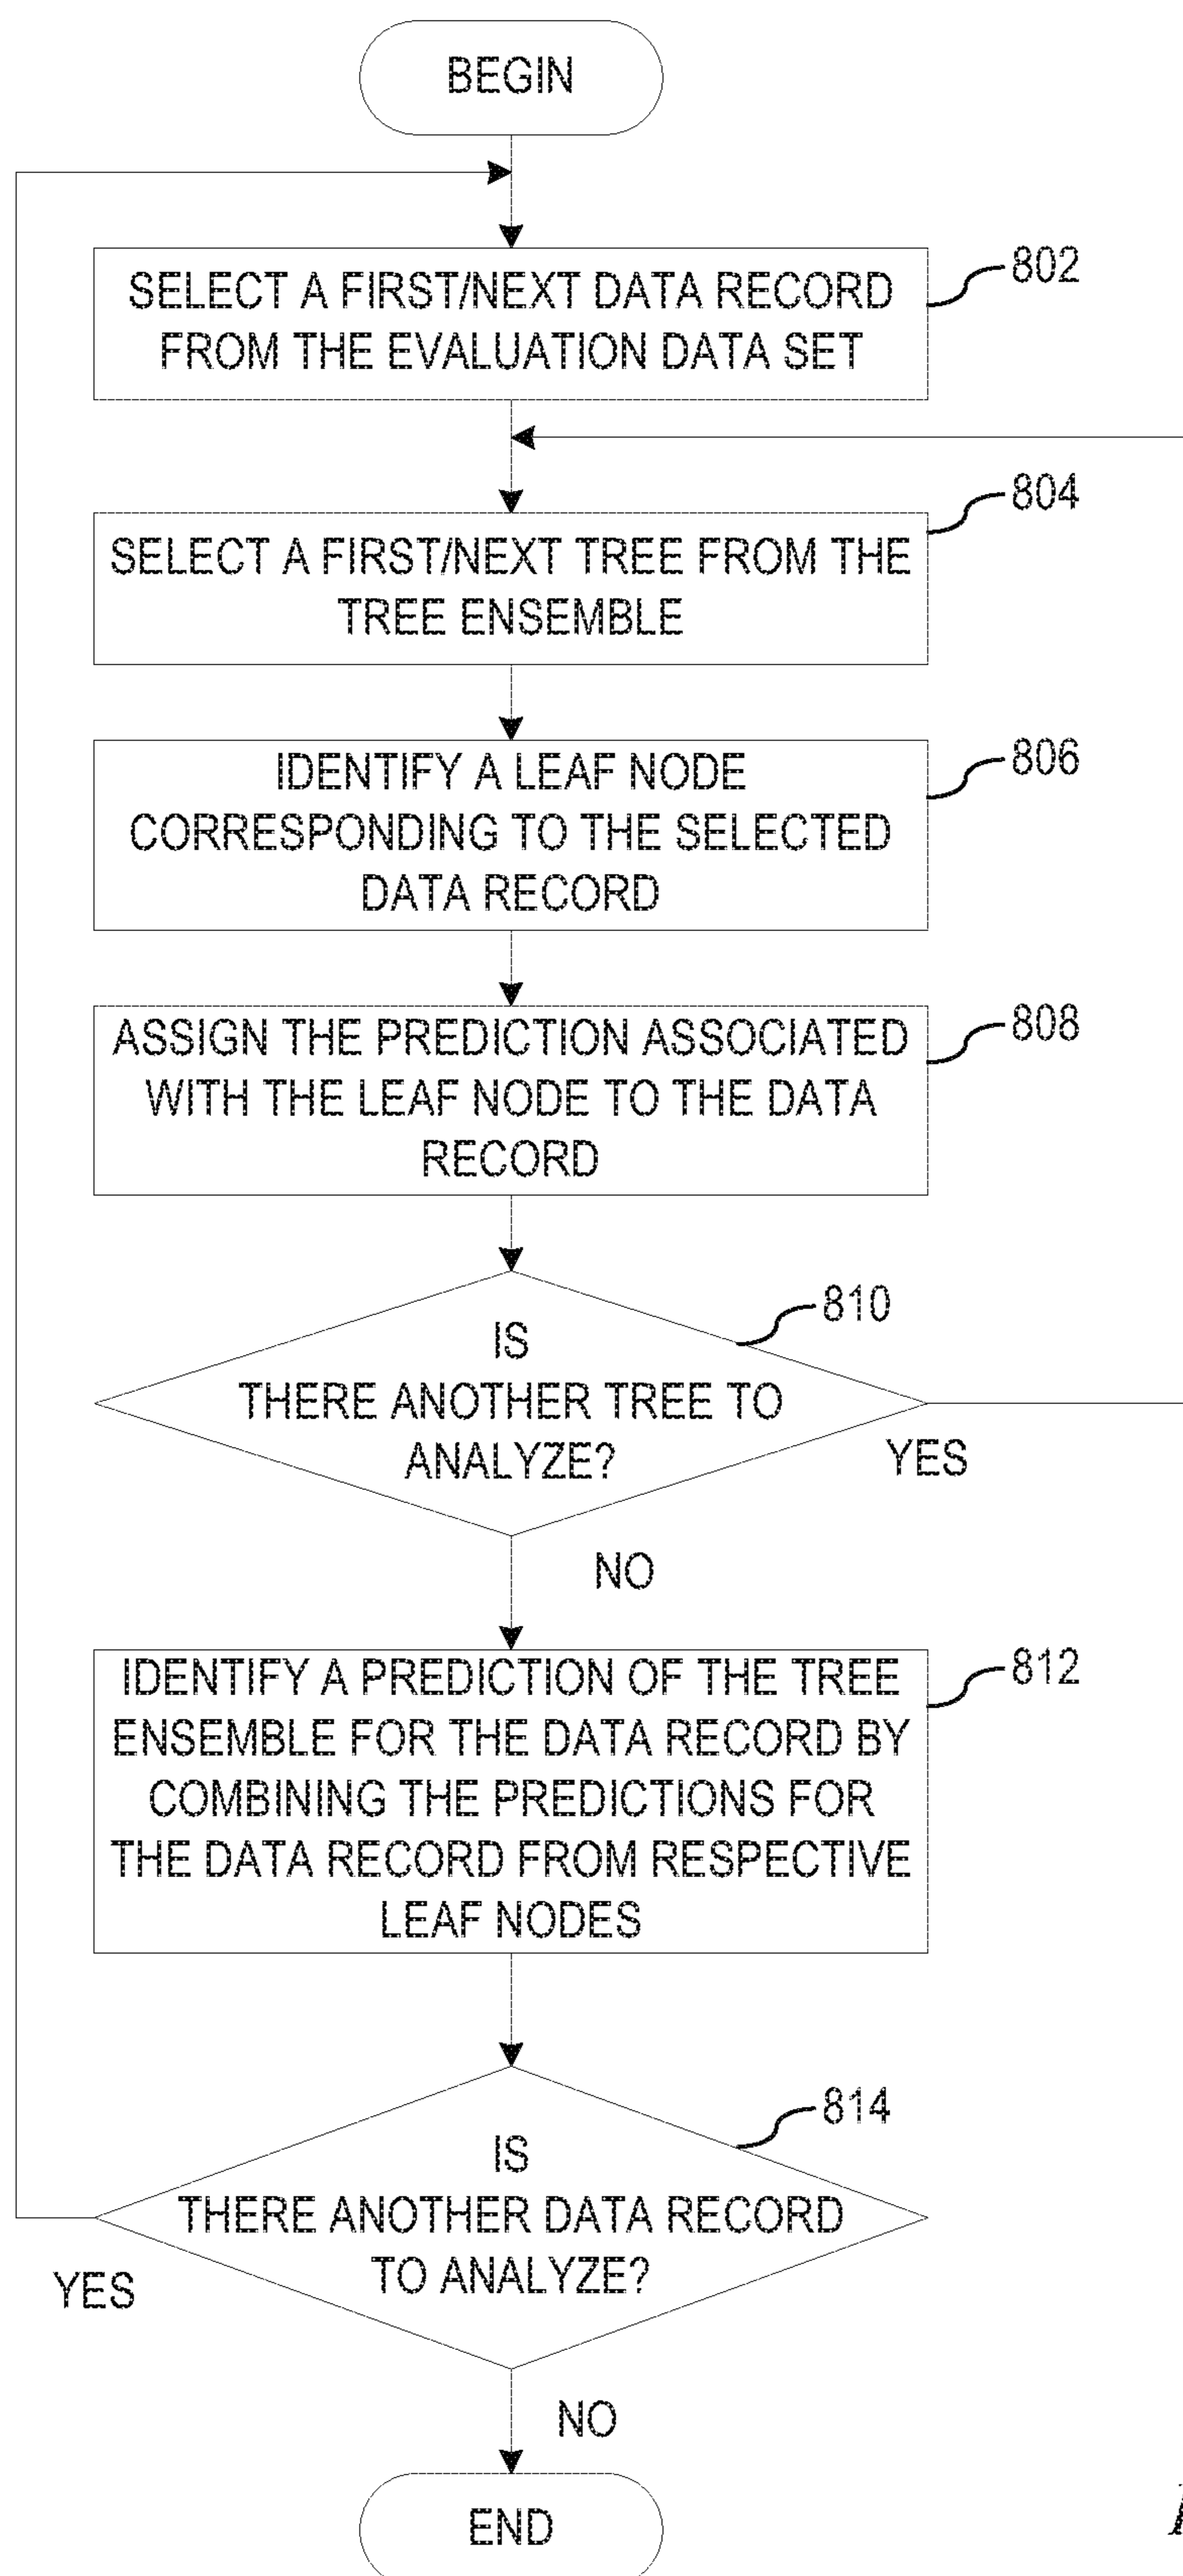 BEGIN
SELECT A FIRST/NEXT DATA RECORD
FROM THE EVALUATION DATA SET
802
SELECT A FIRST/NEXT TREE FROM THE
TREE ENSEMBLE
804
IDENTIFY A LEAF NODE
CORRESPONDING TO THE SELECTED
DATA RECORD
806
ASSIGN THE PREDICTION ASSOCIATED
WITH THE LEAF NODE TO THE DATA
RECORD
808
IS
THERE ANOTHER TREE TO
ANALYZE?
810
YES
NO
IDENTIFY A PREDICTION OF THE TREE
ENSEMBLE FOR THE DATA RECORD BY
COMBINING THE PREDICTIONS FOR
THE DATA RECORD FROM RESPECTIVE
LEAF NODES
812
IS
THERE ANOTHER DATA RECORD
TO ANALYZE?
814
YES
NO
END